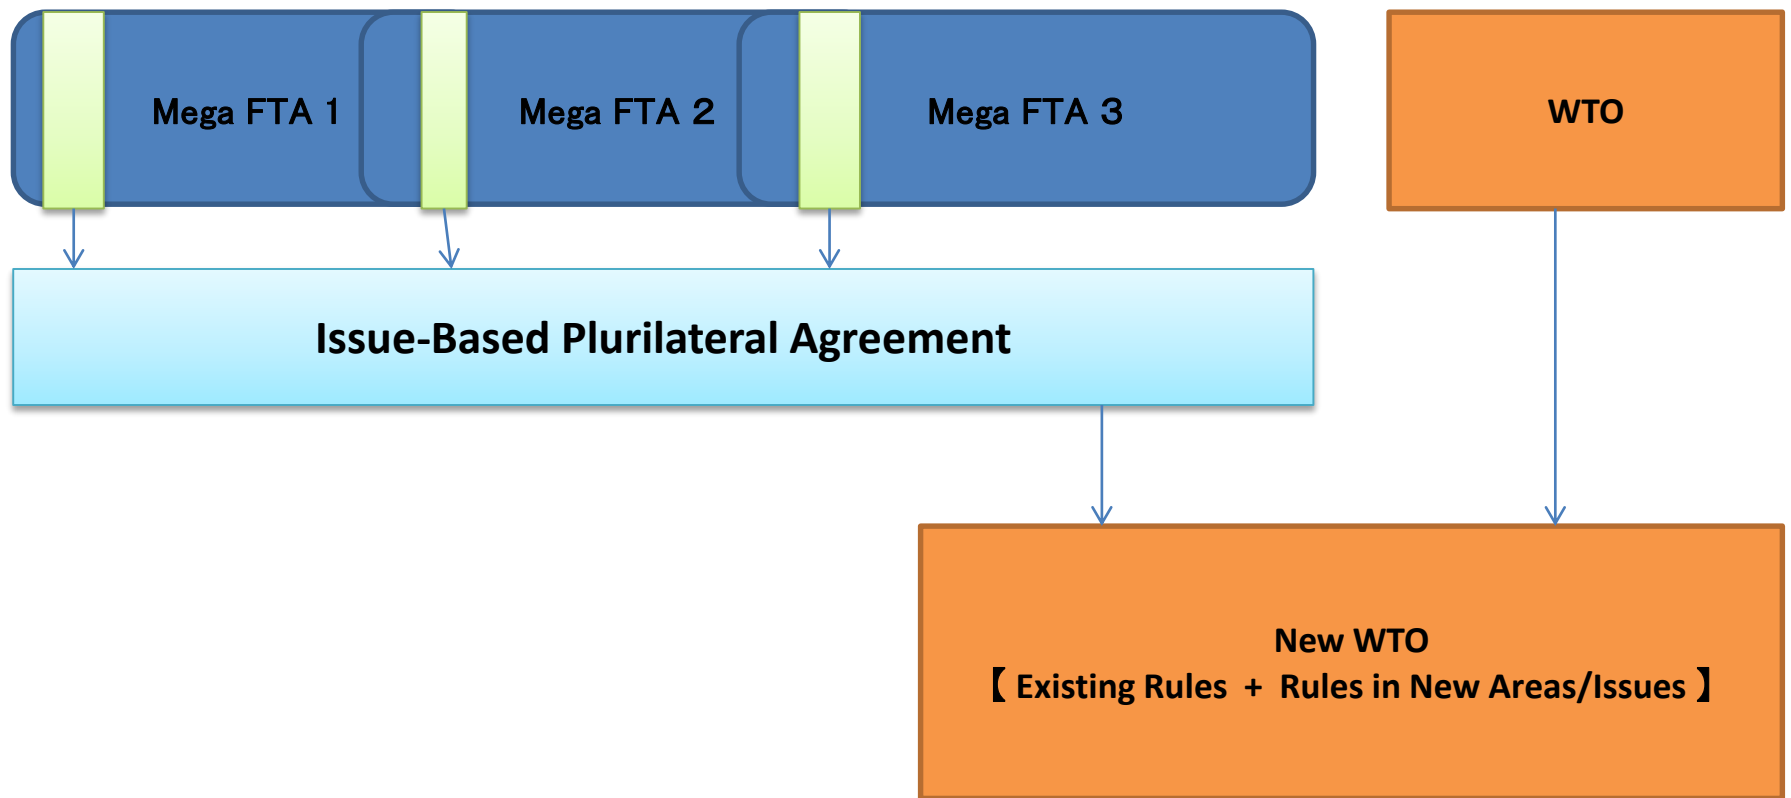 Mega FTA 1
Mega FTA 2
Mega FTA 3
WTO
Issue-Based Plurilateral Agreement
New WTO
【 Existing Rules + Rules in New Areas/Issues 】